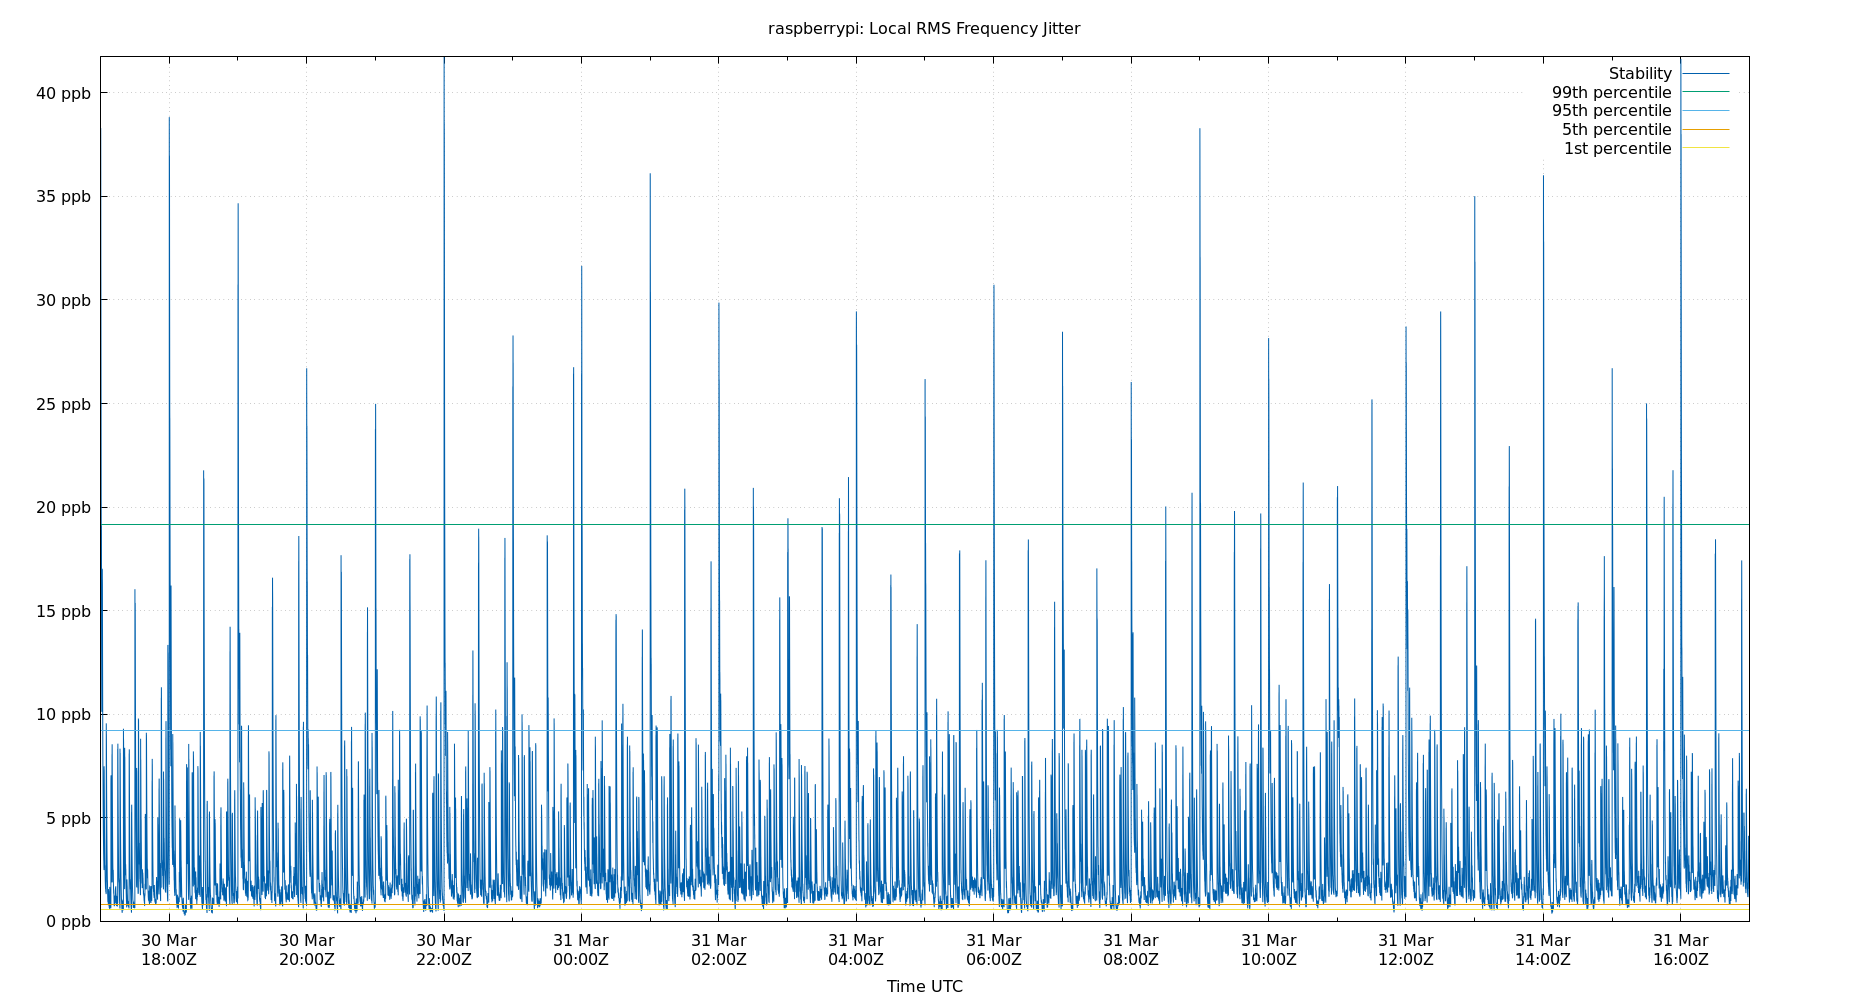 raspberrypi: Local RMS Frequency Jitter
Stability
99th percentile
95th percentile
5th percentile
1st percentile
40 ppb
35 ppb
30 ppb
25 ppb
20 ppb
15 ppb
10 ppb
5 ppb
0 ppb
30 Mar 30 Mar 30 Mar 31 Mar 31 Mar 31 Mar 31 Mar 31 Mar 31 Mar 31 Mar 31 Mar 31 Mar
18:00Z 20:00Z 22:00Z 00:00Z 02:00Z 04:00Z 06:00Z 08:00Z 10:00Z 12:00Z 14:00Z 16:00Z
Time UTC